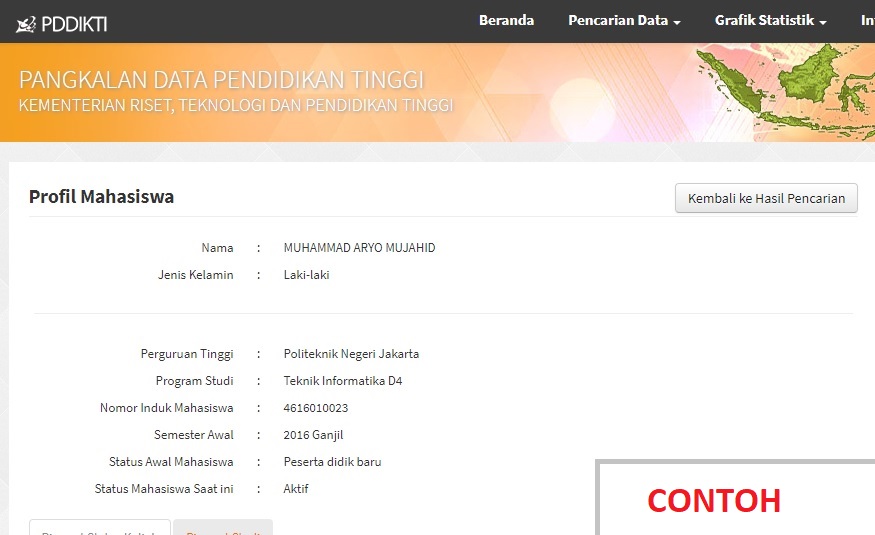 PDDIKTI Beranda Pencarian Data Grafik Statistik In
PANGKALAN DATA PENDIDIKAN TINGGI
KEMENTERIAN RISET, TEKNOLOGI DAN PENDIDIKAN TINGGI
Profil Mahasiswa Kembali ke Hasil Pencarian
Nama : MUHAMMAD ARYO MUJAHID
Jenis Kelamin : Laki-laki
Perguruan Tinggi : Politeknik Negeri Jakarta
Program Studi : Teknik Informatika D4
Nomor Induk Mahasiswa : 4616010023
Semester Awal : 2016 Ganjil
Status Awal Mahasiswa : Peserta didik baru
Status Mahasiswa Saat ini : Aktif
CONTOH